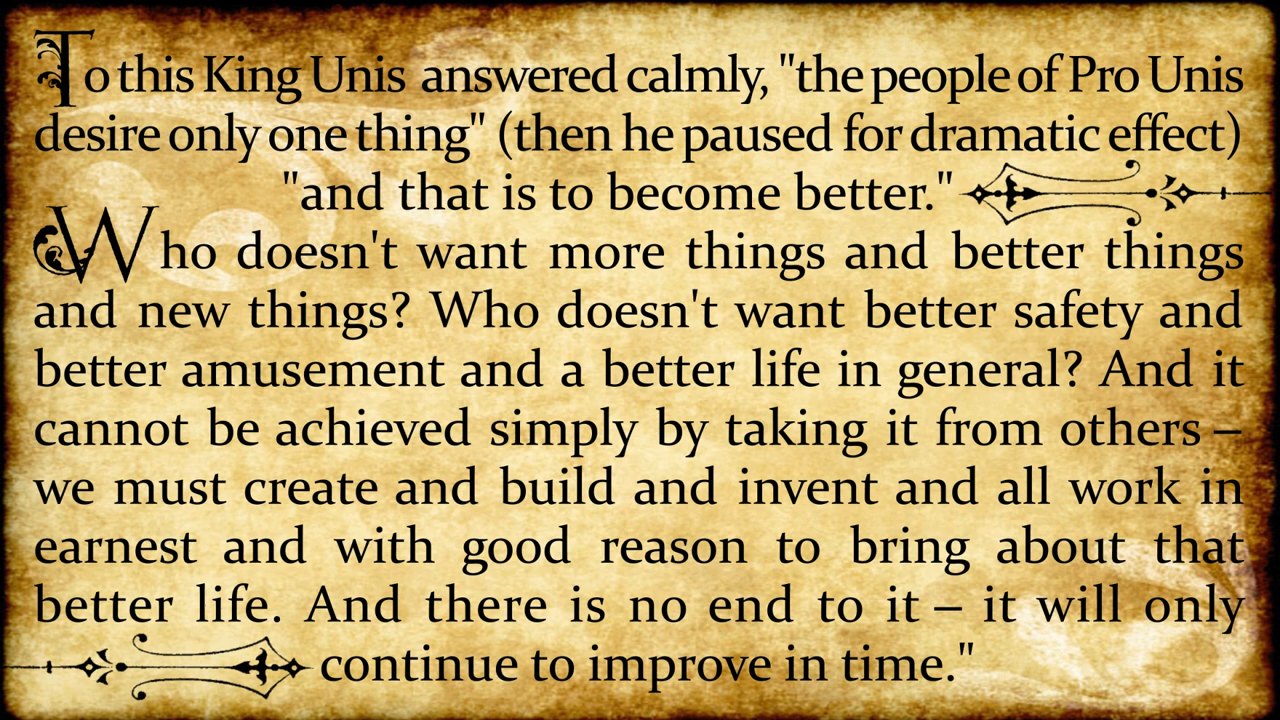 To this King Unis answered calmly, "the people of Pro Unis
desire only one thing" (then he paused for dramatic effect)
"and that is to become better."
Who doesn't want more things and better things
and new things? Who doesn't want better safety and
better amusement and a better life in general? And it
cannot be achieved simply by taking it from others –
we must create and build and invent and all work in
earnest and with good reason to bring about that
better life. And there is no end to it – it will only
continue to improve in time."